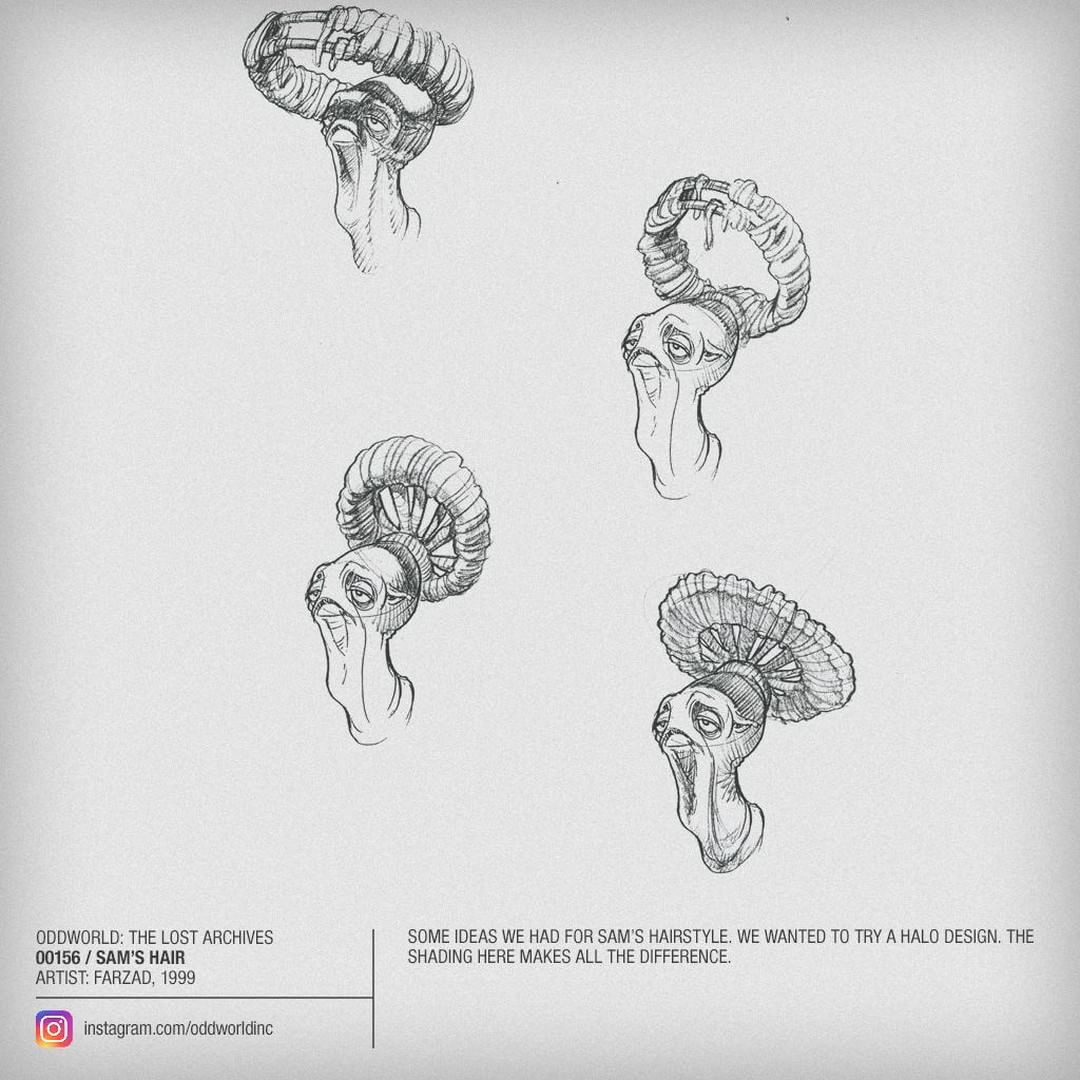 ODDWORLD: THE LOST ARCHIVES
00156 / SAM'S HAIR
ARTIST: FARZAD, 1999
instagram.com/oddworldinc
SOME IDEAS WE HAD FOR SAM'S HAIRSTYLE. WE WANTED TO TRY A HALO DESIGN. THE
SHADING HERE MAKES ALL THE DIFFERENCE.